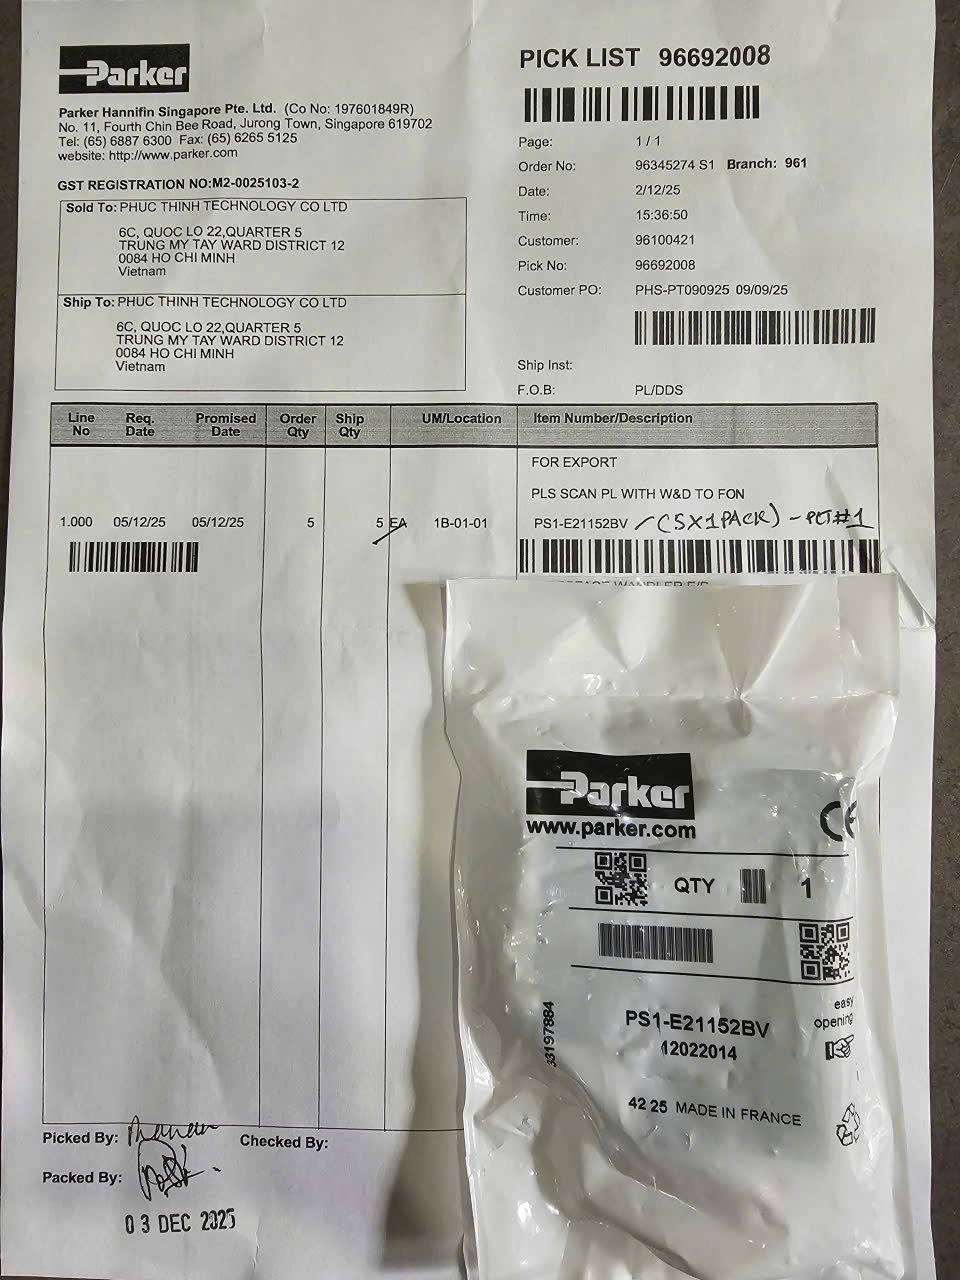 Parker
Parker Hannifin Singapore Pte. Ltd. (Co No: 197601849R)
No. 11, Fourth Chin Bee Road, Jurong Town, Singapore 619702
Tel: (65) 6887 6300 Fax: (65) 6265 5125
website: http://www.parker.com
GST REGISTRATION NO:M2-0025103-2
Sold To: PHUC THINH TECHNOLOGY CO LTD
6C, QUOC LO 22,QUARTER 5
TRUNG MY TAY WARD DISTRICT 12
0084 HO CHI MINH
Vietnam
Ship To: PHUC THINH TECHNOLOGY CO LTD
6C, QUOC LO 22,QUARTER 5
TRUNG MY TAY WARD DISTRICT 12
0084 HO CHI MINH
Vietnam
PICK LIST 96692008
Page: 1 / 1
Order No: 96345274 S1 Branch: 961
Date: 2/12/25
Time: 15:36:50
Customer: 96100421
Pick No: 96692008
Customer PO: PHS-PT090925 09/09/25
Ship Inst:
F.O.B: PL/DDS
Line No Req. Date Promised Date Order Qty Ship Qty UM/Location Item Number/Description
FOR EXPORT
PLS SCAN PL WITH W&D TO FON
1.000 05/12/25 05/12/25 5 5 EA 1B-01-01 PS1-E21152BV (5X1PACK) - PLT#1
Parker
www.parker.com
CE
QTY 1
easy
opening
PS1-E21152BV
12022014
33197884
42 25 MADE IN FRANCE
Picked By:
Checked By:
Packed By:
03 DEC 2025